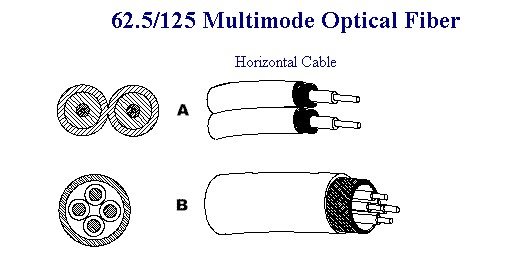 62.5/125 Multimode Optical Fiber
Horizontal Cable
A
B